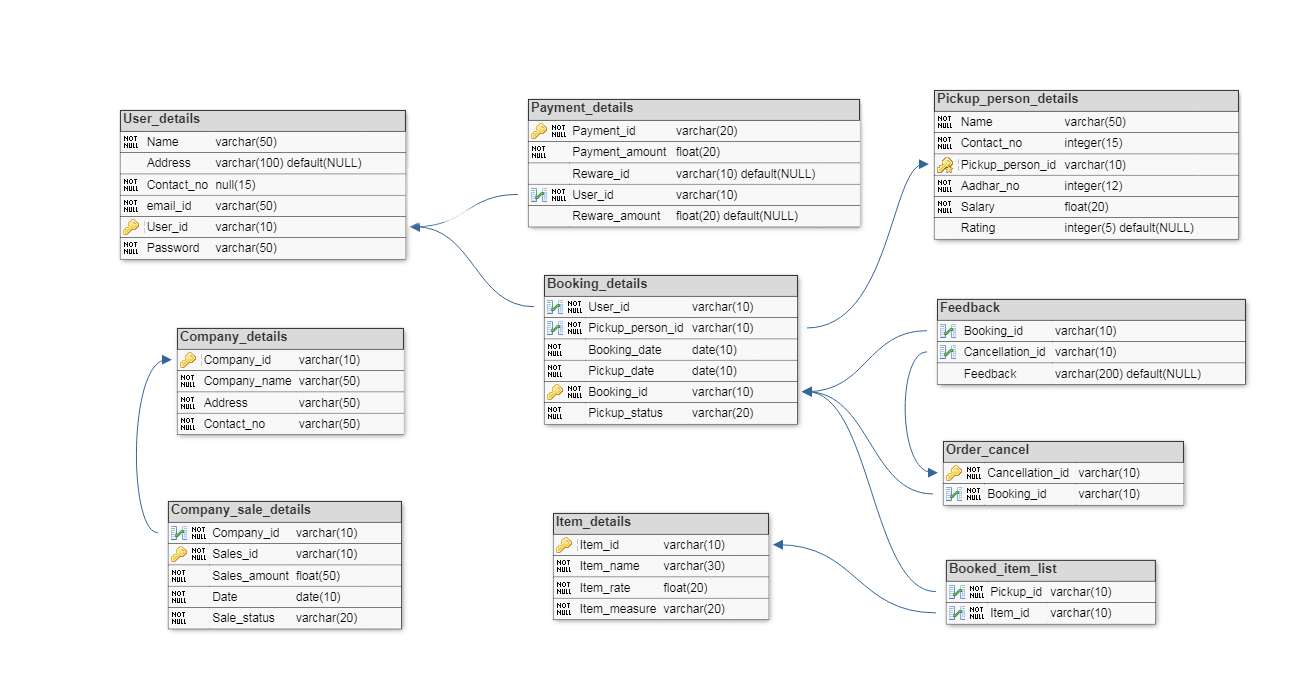 User_details
NOT NULL Name varchar(50)
Address varchar(100) default(NULL)
NOT NULL Contact_no null(15)
NOT NULL email_id varchar(50)
User_id varchar(10)
NOT NULL Password varchar(50)
Payment_details
NOT NULL Payment_id varchar(20)
NOT NULL Payment_amount float(20)
Reware_id varchar(10) default(NULL)
NOT NULL User_id varchar(10)
Reware_amount float(20) default(NULL)
Pickup_person_details
NOT NULL Name varchar(50)
NOT NULL Contact_no integer(15)
Pickup_person_id varchar(10)
NOT NULL Aadhar_no integer(12)
NOT NULL Salary float(20)
Rating integer(5) default(NULL)
Booking_details
NOT NULL User_id varchar(10)
NOT NULL Pickup_person_id varchar(10)
NOT NULL Booking_date date(10)
NOT NULL Pickup_date date(10)
NOT NULL Booking_id varchar(10)
NOT NULL Pickup_status varchar(20)
Feedback
Booking_id varchar(10)
Cancellation_id varchar(10)
Feedback varchar(200) default(NULL)
Company_details
Company_id varchar(10)
NOT NULL Company_name varchar(50)
NOT NULL Address varchar(50)
NOT NULL Contact_no varchar(50)
Order_cancel
NOT NULL Cancellation_id varchar(10)
NOT NULL Booking_id varchar(10)
Company_sale_details
NOT NULL Company_id varchar(10)
NOT NULL Sales_id varchar(10)
NOT NULL Sales_amount float(50)
NOT NULL Date date(10)
NOT NULL Sale_status varchar(20)
Item_details
Item_id varchar(10)
NOT NULL Item_name varchar(30)
NOT NULL Item_rate float(20)
NOT NULL Item_measure varchar(20)
Booked_item_list
NOT NULL Pickup_id varchar(10)
NOT NULL Item_id varchar(10)